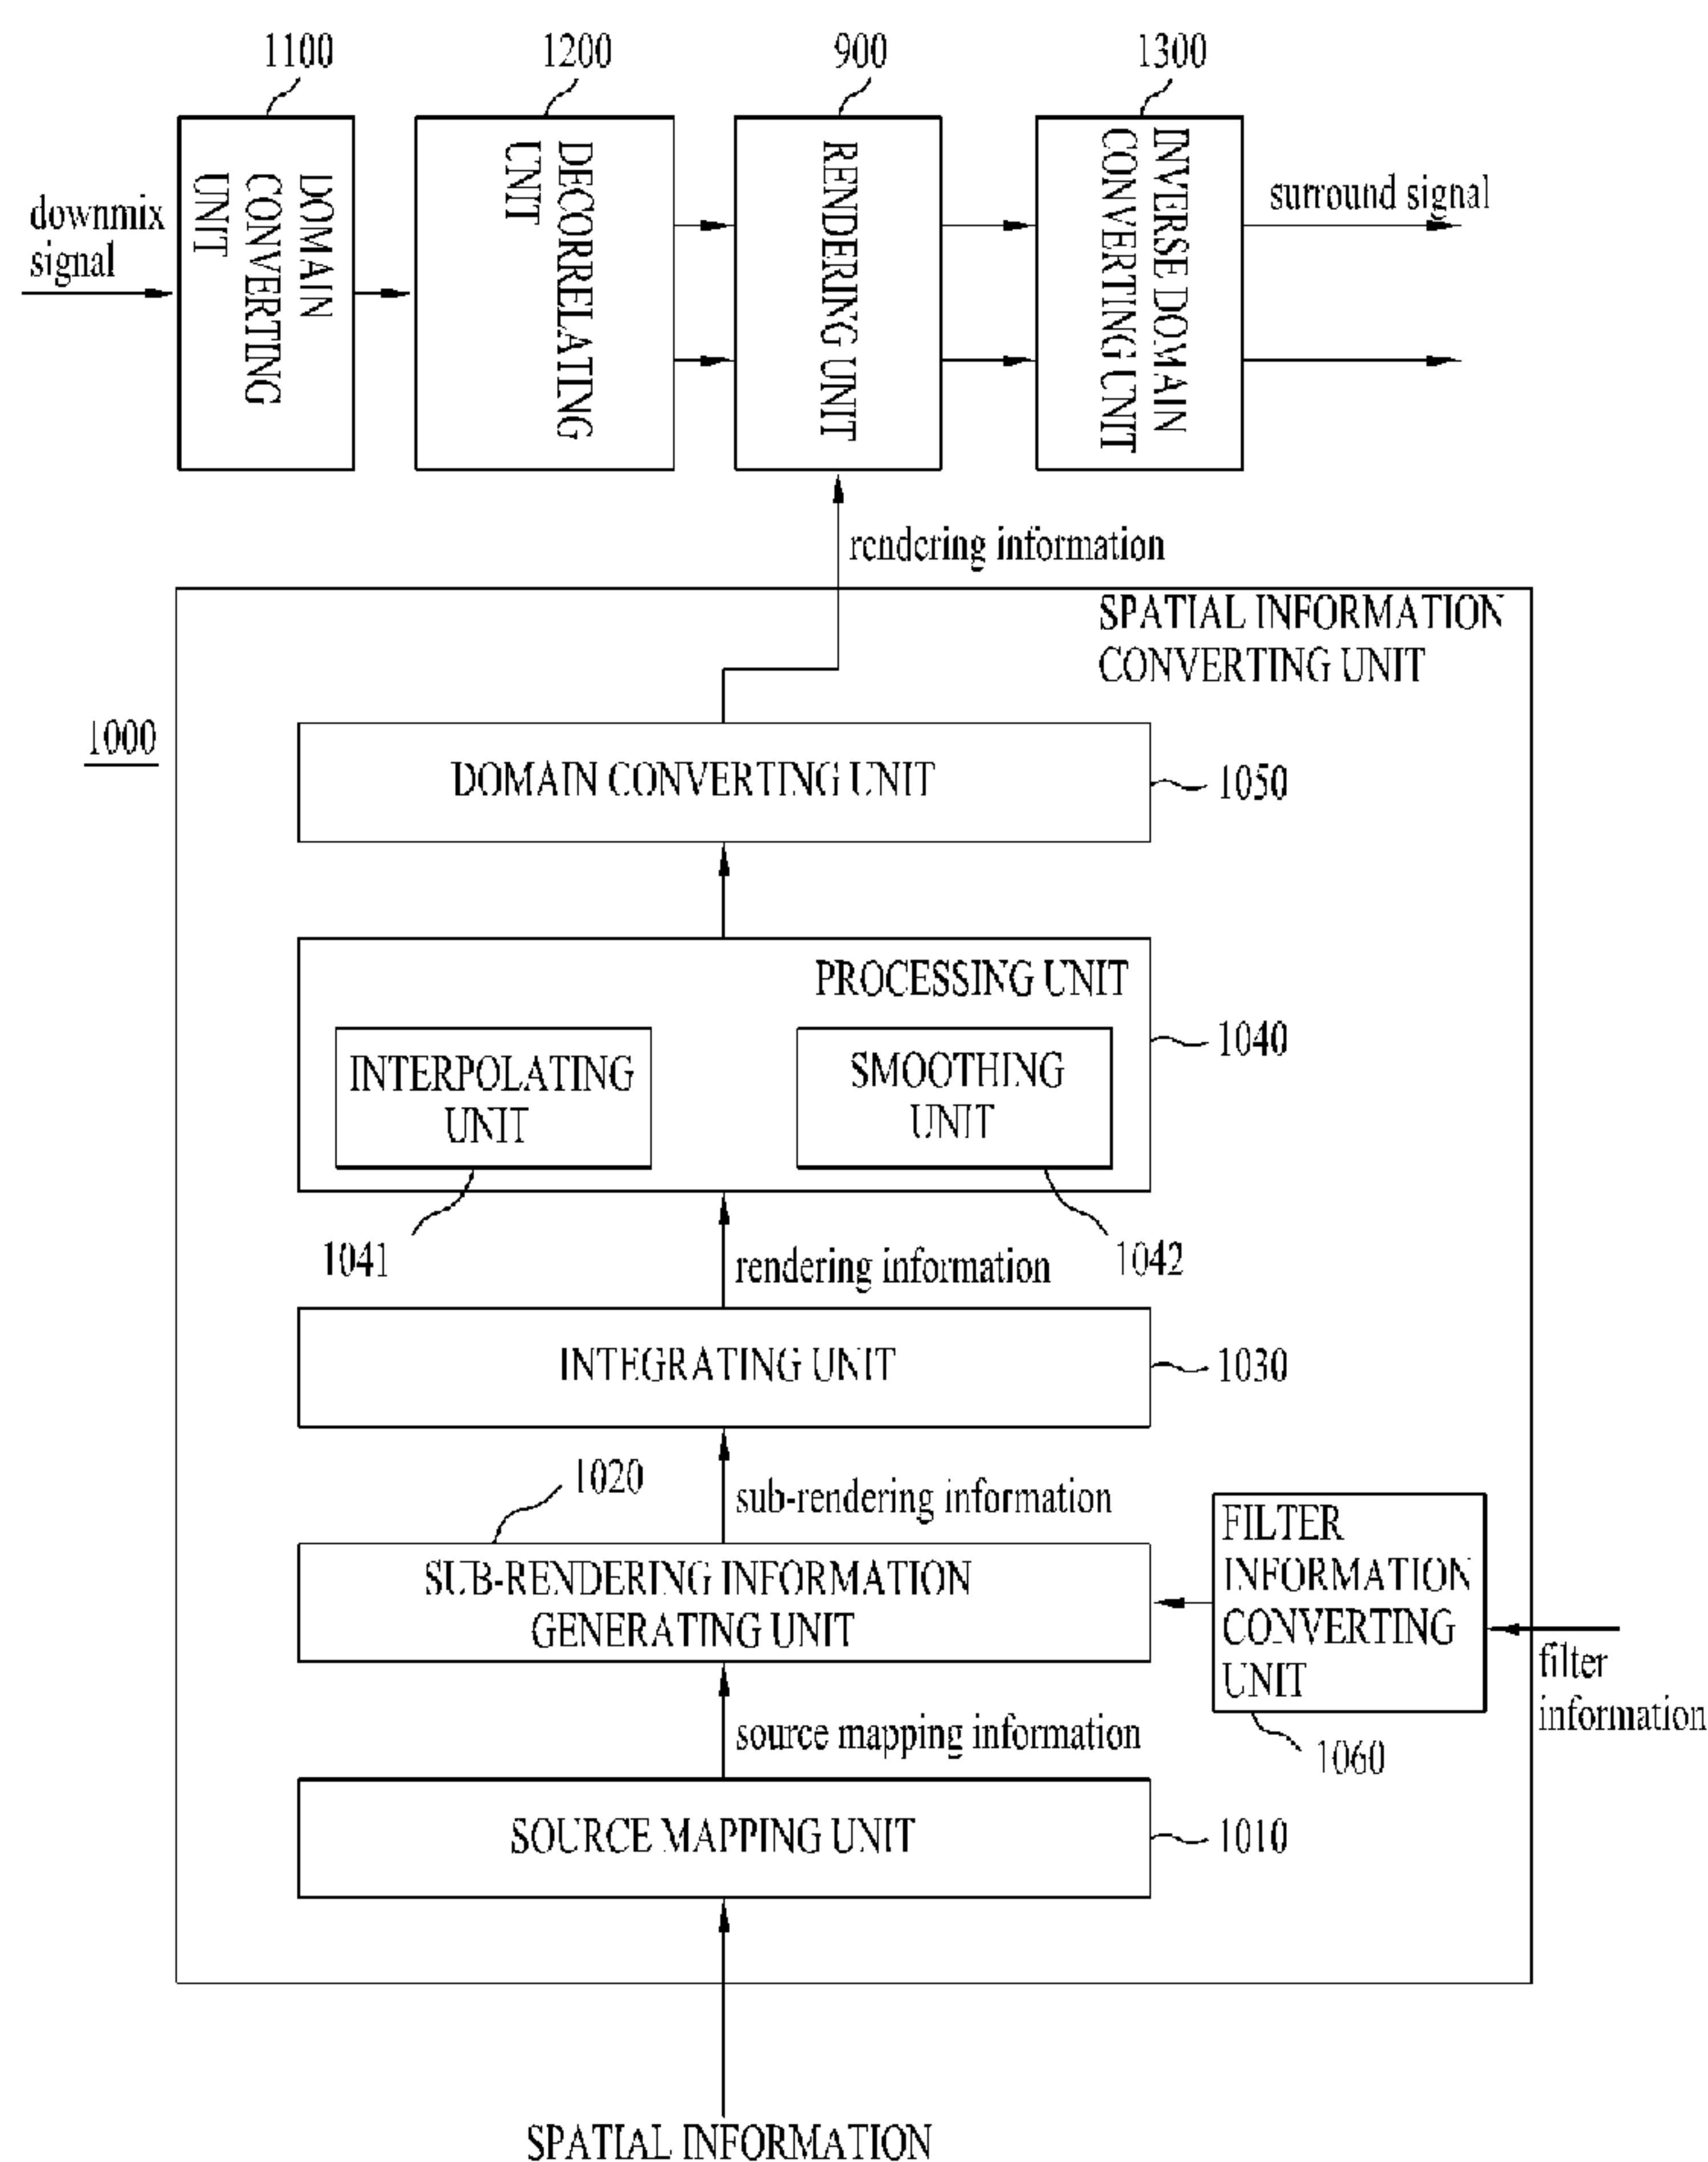 1100
1200
900
1300
downmix
signal
DOMAIN
CONVERTING
UNIT
DECORRELATING
UNIT
RENDERING UNIT
INVERSE DOMAIN
CONVERTING UNIT
surround signal
rendering information
SPATIAL INFORMATION
CONVERTING UNIT
1000
DOMAIN CONVERTING UNIT
1050
PROCESSING UNIT
1040
INTERPOLATING
UNIT
SMOOTHING
UNIT
1041
1042
rendering information
INTEGRATING UNIT
1030
1020
sub-rendering information
SUB-RENDERING INFORMATION
GENERATING UNIT
FILTER
INFORMATION
CONVERTING
UNIT
filter
information
1060
source mapping information
SOURCE MAPPING UNIT
1010
SPATIAL INFORMATION